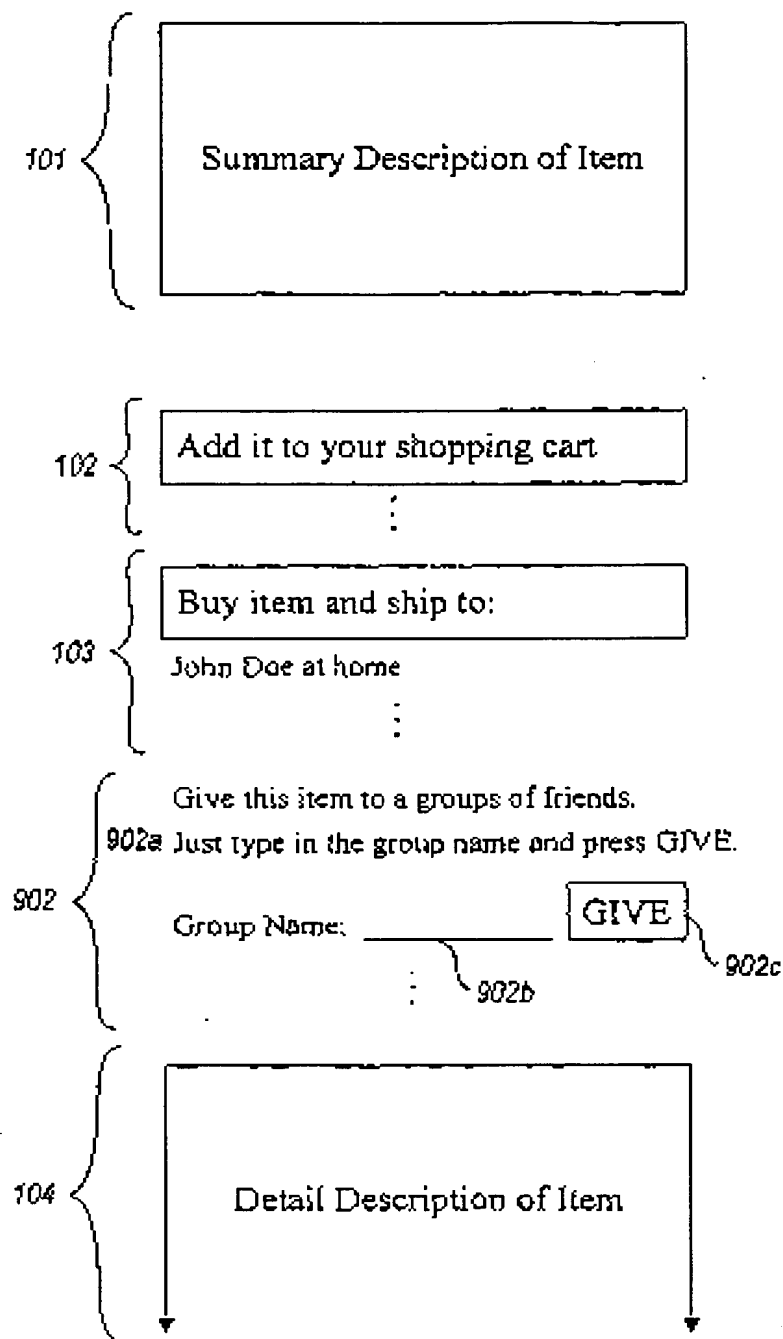 101
Summary Description of Item
102
Add it to your shopping cart
103
Buy item and ship to:
John Doe at home
902
Give this item to a groups of friends.
902a Just type in the group name and press GIVE.
Group Name: GIVE
902b
902c
104
Detail Description of Item